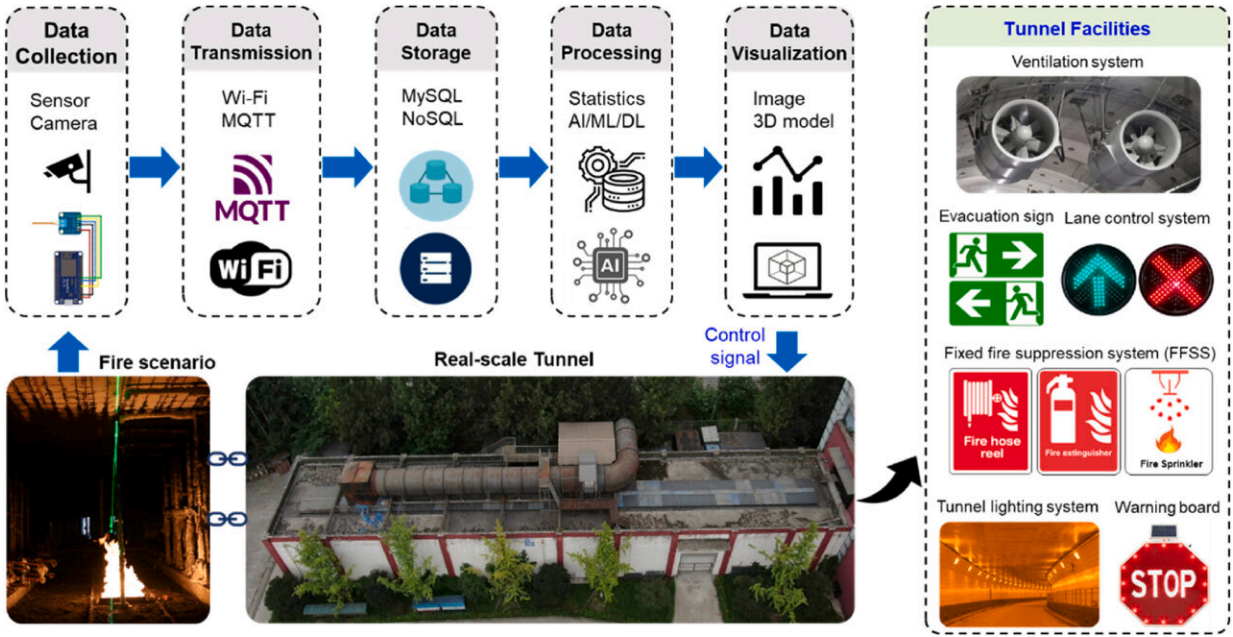 Data
Collection
Sensor
Camera
Data
Transmission
Wi-Fi
MQTT
MQTT
Wi Fi
Data
Storage
MySQL
NoSQL
Data
Processing
Statistics
AI/ML/DL
AI
Data
Visualization
Image
3D model
Control
signal
Fire scenario
Real-scale Tunnel
Tunnel Facilities
Ventilation system
Evacuation sign
Lane control system
Fixed fire suppression system (FFSS)
Fire hose
reel
Fire extinguisher
Fire Sprinkler
Tunnel lighting system
Warning board
STOP